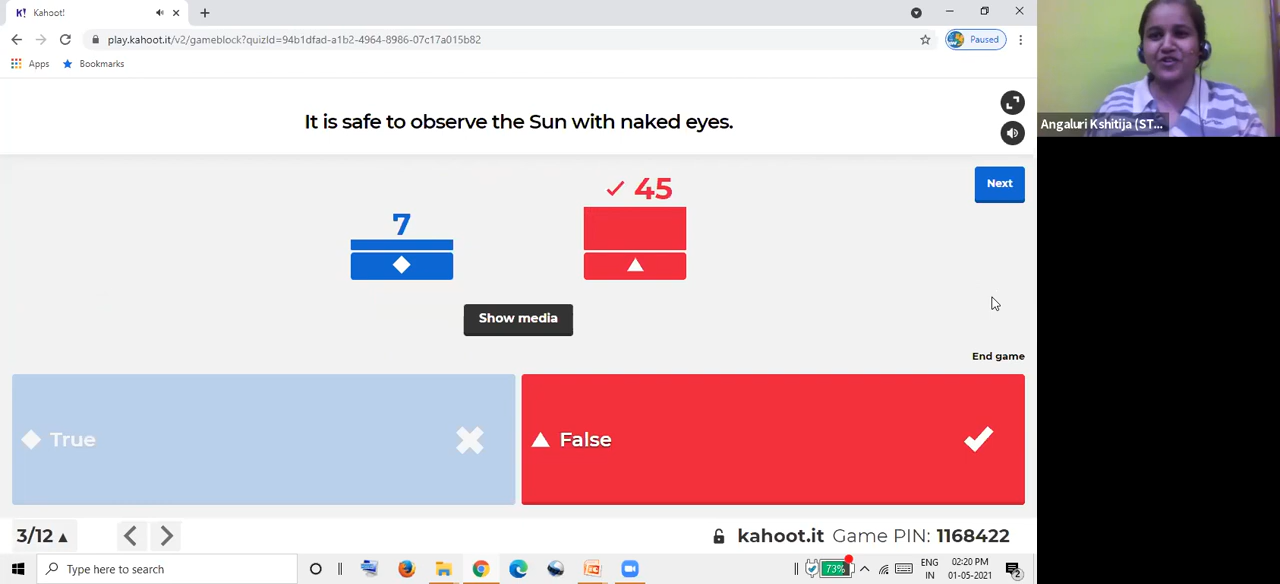 K! Kahoot!
play.kahoot.it/v2/gameblock?quizId=94b1dfad-a1b2-4964-8986-07c17a015b82
Paused
Apps
Bookmarks
It is safe to observe the Sun with naked eyes.
Angaluri Kshitija (ST...
7
45
Next
Show media
End game
True
False
3/12
kahoot.it Game PIN: 1168422
Type here to search
73%
ENG
IN
02:20 PM
01-05-2021
2